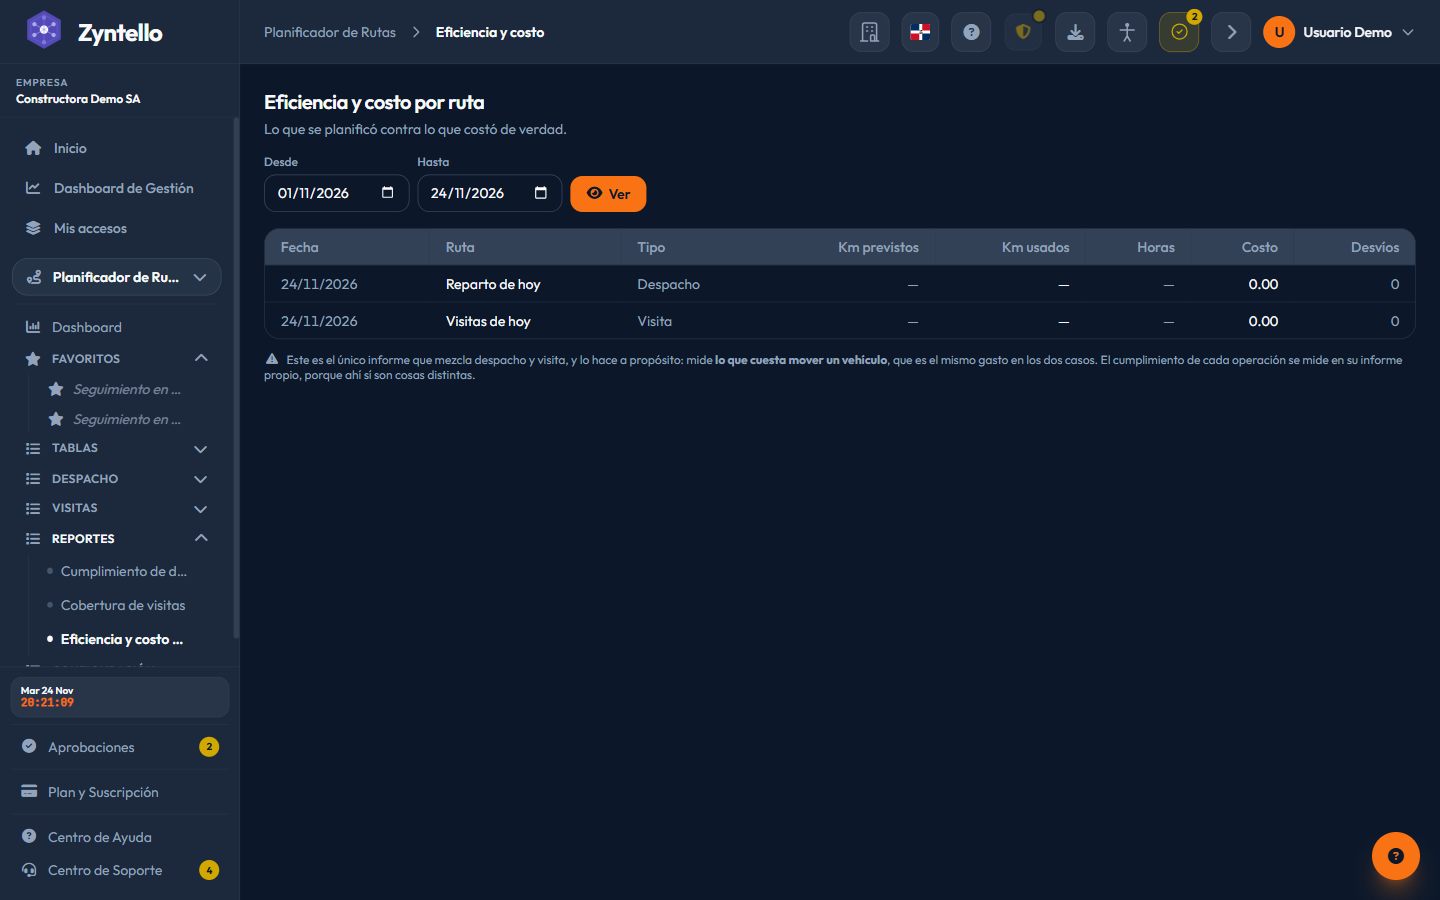 Zyntello
Planificador de Rutas > Eficiencia y costo
2
U
Usuario Demo
EMPRESA
Constructora Demo SA
Inicio
Dashboard de Gestión
Mis accesos
Planificador de Ru...
Dashboard
FAVORITOS
Seguimiento en ...
Seguimiento en ...
TABLAS
DESPACHO
VISITAS
REPORTES
Cumplimiento de d...
Cobertura de visitas
Eficiencia y costo ...
Mar 24 Nov
20:21:09
Aprobaciones 2
Plan y Suscripción
Centro de Ayuda
Centro de Soporte 4
Eficiencia y costo por ruta
Lo que se planificó contra lo que costó de verdad.
Desde Hasta
01/11/2026 24/11/2026 Ver
Fecha Ruta Tipo Km previstos Km usados Horas Costo Desvíos
24/11/2026 Reparto de hoy Despacho — — — 0.00 0
24/11/2026 Visitas de hoy Visita — — — 0.00 0
Este es el único informe que mezcla despacho y visita, y lo hace a propósito: mide lo que cuesta mover un vehículo, que es el mismo gasto en los dos casos. El cumplimiento de cada operación se mide en su informe
propio, porque ahí sí son cosas distintas.